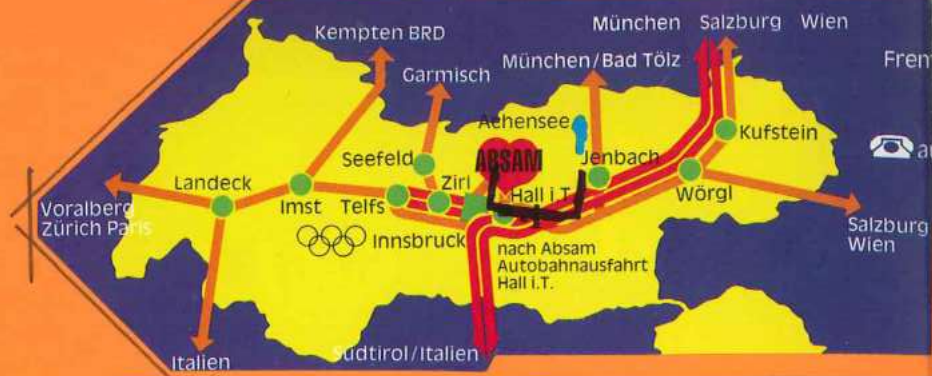 München Salzburg Wien
Kempten BRD
München/Bad Tölz
Garmisch
Achensee
Kufstein
Seefeld
ABSAM
Jenbach
Landeck
Zirl
Hall i.T.
Wörgl
Voralberg
Zürich Paris
Imst
Telfs
Innsbruck
nach Absam
Autobahnausfahrt
Hall i.T.
Salzburg
Wien
Italien
Südtirol/Italien